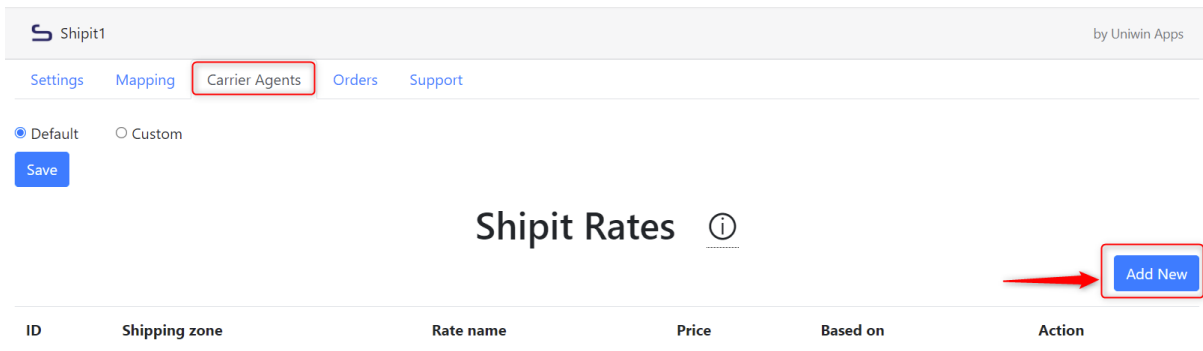 Shipit1 by Uniwin Apps
Settings Mapping Carrier Agents Orders Support
Default Custom
Save
Shipit Rates
Add New
ID Shipping zone Rate name Price Based on Action